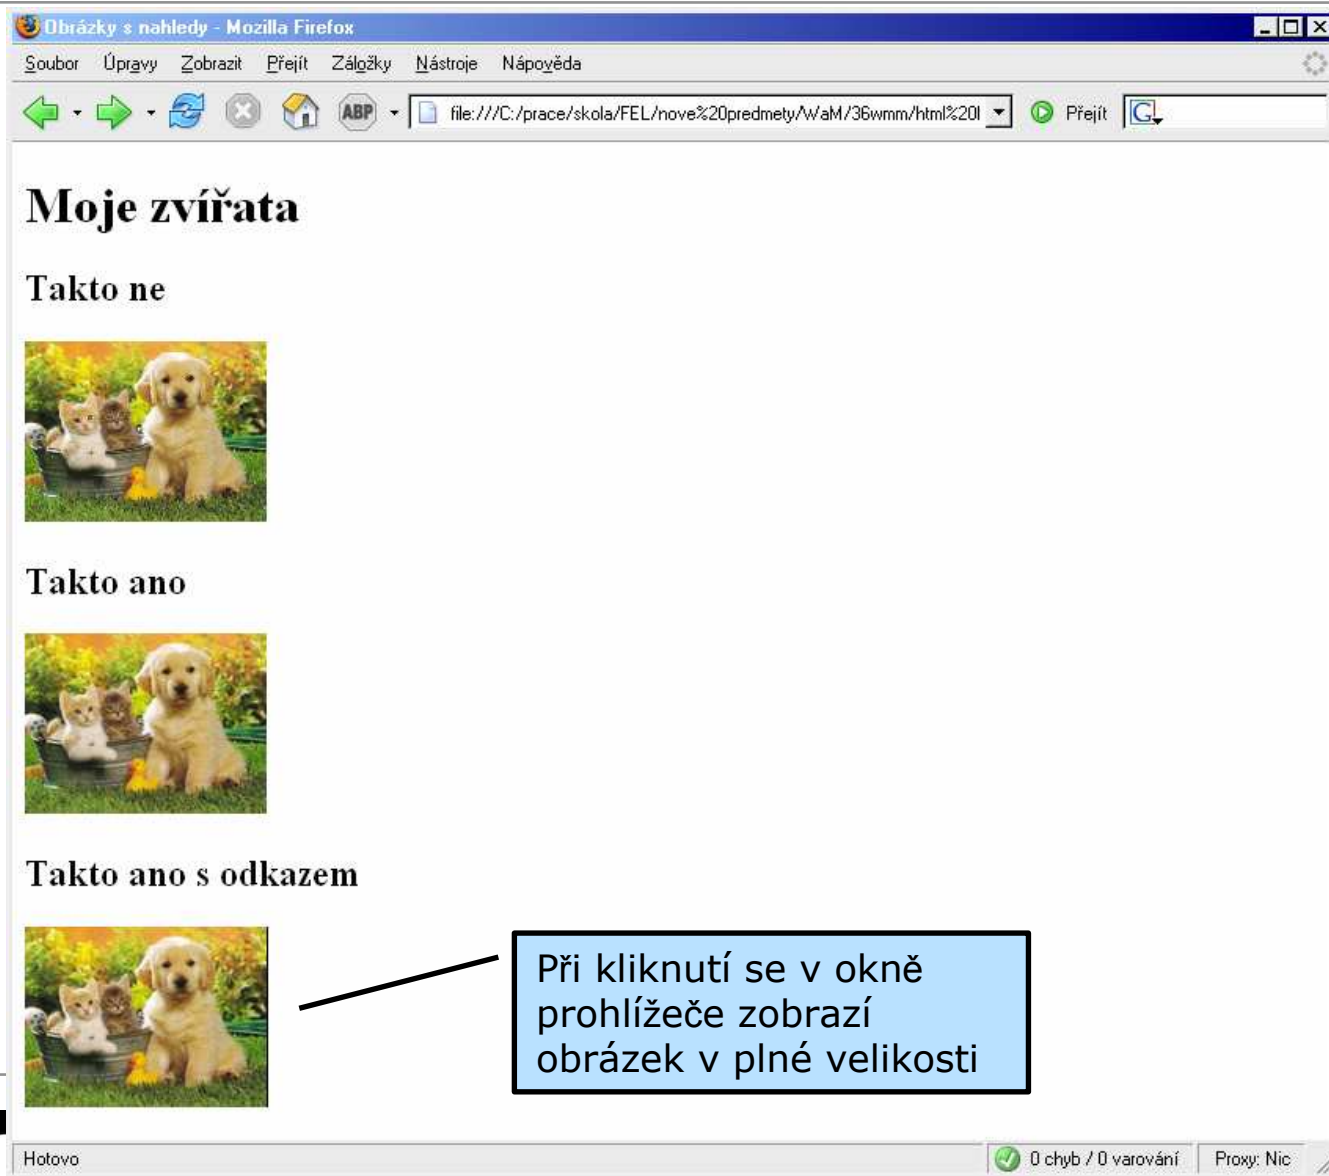 Obrázky s nahledy - Mozilla Firefox
Soubor Úpravy Zobrazit Přejít Záložky Nástroje Nápověda
ABP file:///C:/prace/skola/FEL/nove%20predmety/WaM/36wmm/html%20l Přejít G
Moje zvířata
Takto ne
Takto ano
Takto ano s odkazem
Při kliknutí se v okně
prohlížeče zobrazí
obrázek v plné velikosti
Hotovo 0 chyb / 0 varování Proxy: Nic